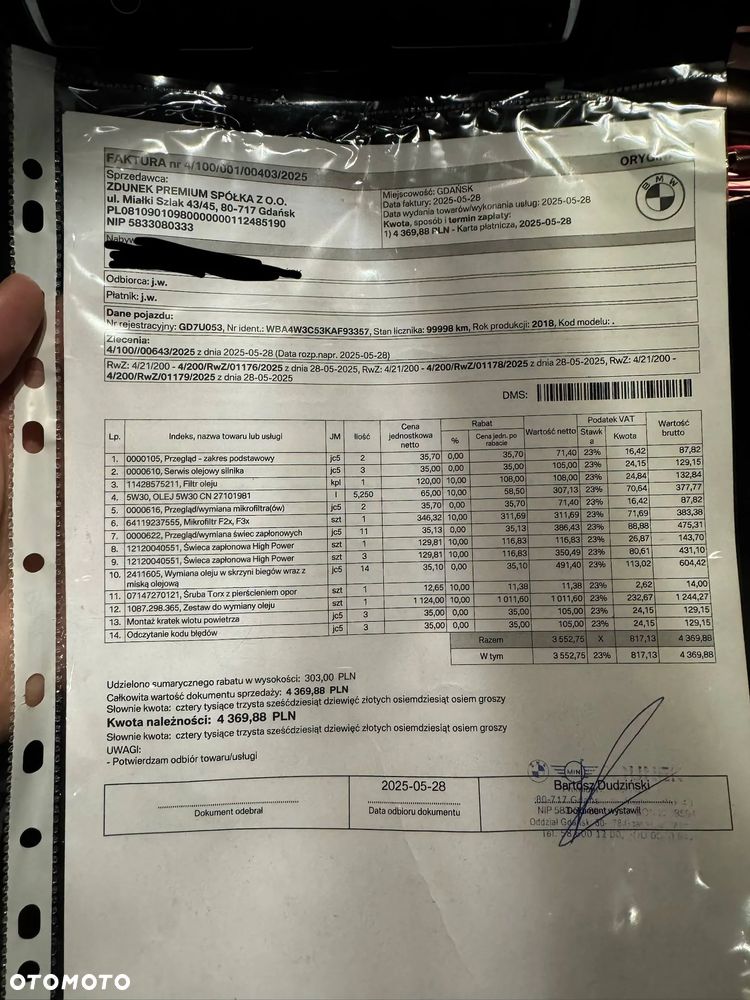 FAKTURA nr 4/100/001/00403/2025
Sprzedawca:
ZDUNEK PREMIUM SPÓŁKA Z O.O.
ul. Miałki Szlak 43/45, 80-717 Gdańsk
PL08109010980000000112485190
NIP 5833080333
Miejscowość: GDAŃSK
Data faktury: 2025-05-28
Data wydania towarów/wykonania usług: 2025-05-28
Kwota, sposób i termin zapłaty:
1) 4 369,88 PLN - Karta płatnicza, 2025-05-28
BMW
Odbiorca: j.w.
Płatnik: j.w.
Dane pojazdu:
Nr rejestracyjny: GD7U053, Nr ident.: WBA4W3C53KAF93357, Stan licznika: 99998 km, Rok produkcji: 2018, Kod modelu: .
Zlecenia:
4/100//00643/2025 z dnia 2025-05-28 (Data rozp.napr. 2025-05-28)
RwZ: 4/21/200 - 4/200/RwZ/01176/2025 z dnia 28-05-2025, RwZ: 4/21/200 - 4/200/RwZ/01178/2025 z dnia 28-05-2025, RwZ: 4/21/200 -
4/200/RwZ/01179/2025 z dnia 28-05-2025
DMS:
Lp. Indeks, nazwa towaru lub usługi JM Ilość Cena jednostkowa netto Rabat % Cena jedn. po rabacie Wartość netto Podatek VAT Stawka Kwota Wartość brutto
1. 0000105, Przegląd - zakres podstawowy jc5 2 35,70 0,00 35,70 71,40 23% 16,42 87,82
2. 0000610, Serwis olejowy silnika jc5 3 35,00 0,00 35,00 105,00 23% 24,15 129,15
3. 11428575211, Filtr oleju kpl 1 120,00 10,00 108,00 108,00 23% 24,84 132,84
4. 5W30, OLEJ 5W30 CN 27101981 l 5,250 65,00 10,00 58,50 307,13 23% 70,64 377,77
5. 0000616, Przegląd/wymiana mikrofiltra(ów) jc5 2 35,70 0,00 35,70 71,40 23% 16,42 87,82
6. 64119237555, Mikrofiltr F2x, F3x szt 1 346,32 10,00 311,69 311,69 23% 71,69 383,38
7. 0000622, Przegląd/wymiana świec zapłonowych jc5 11 35,13 0,00 35,13 386,43 23% 88,88 475,31
8. 12120040551, Świeca zapłonowa High Power szt 1 129,81 10,00 116,83 116,83 23% 26,87 143,70
9. 12120040551, Świeca zapłonowa High Power szt 3 129,81 10,00 116,83 350,49 23% 80,61 431,10
10. 2411605, Wymiana oleju w skrzyni biegów wraz z miską olejową jc5 14 35,10 0,00 35,10 491,40 23% 113,02 604,42
11. 07147270121, Śruba Torx z pierścieniem opor szt 1 12,65 10,00 11,38 11,38 23% 2,62 14,00
12. 1087.298.365, Zestaw do wymiany oleju szt 1 1 124,00 10,00 1 011,60 1 011,60 23% 232,67 1 244,27
13. Montaż kratek wlotu powietrza jc5 3 35,00 0,00 35,00 105,00 23% 24,15 129,15
14. Odczytanie kodu błędów jc5 3 35,00 0,00 35,00 105,00 23% 24,15 129,15
Razem 3 552,75 X 817,13 4 369,88
W tym 3 552,75 23% 817,13 4 369,88
Udzielono sumarycznego rabatu w wysokości: 303,00 PLN
Całkowita wartość dokumentu sprzedaży: 4 369,88 PLN
Słownie kwota: cztery tysiące trzysta sześćdziesiąt dziewięć złotych osiemdziesiąt osiem groszy
Kwota należności: 4 369,88 PLN
Słownie kwota: cztery tysiące trzysta sześćdziesiąt dziewięć złotych osiemdziesiąt osiem groszy
UWAGI:
- Potwierdzam odbiór towaru/usługi
MINI
Bartosz Dudziński
80-717
NIP
Dokument wystawił
Dokument odebrał
2025-05-28
Data odbioru dokumentu
OTOMOTO